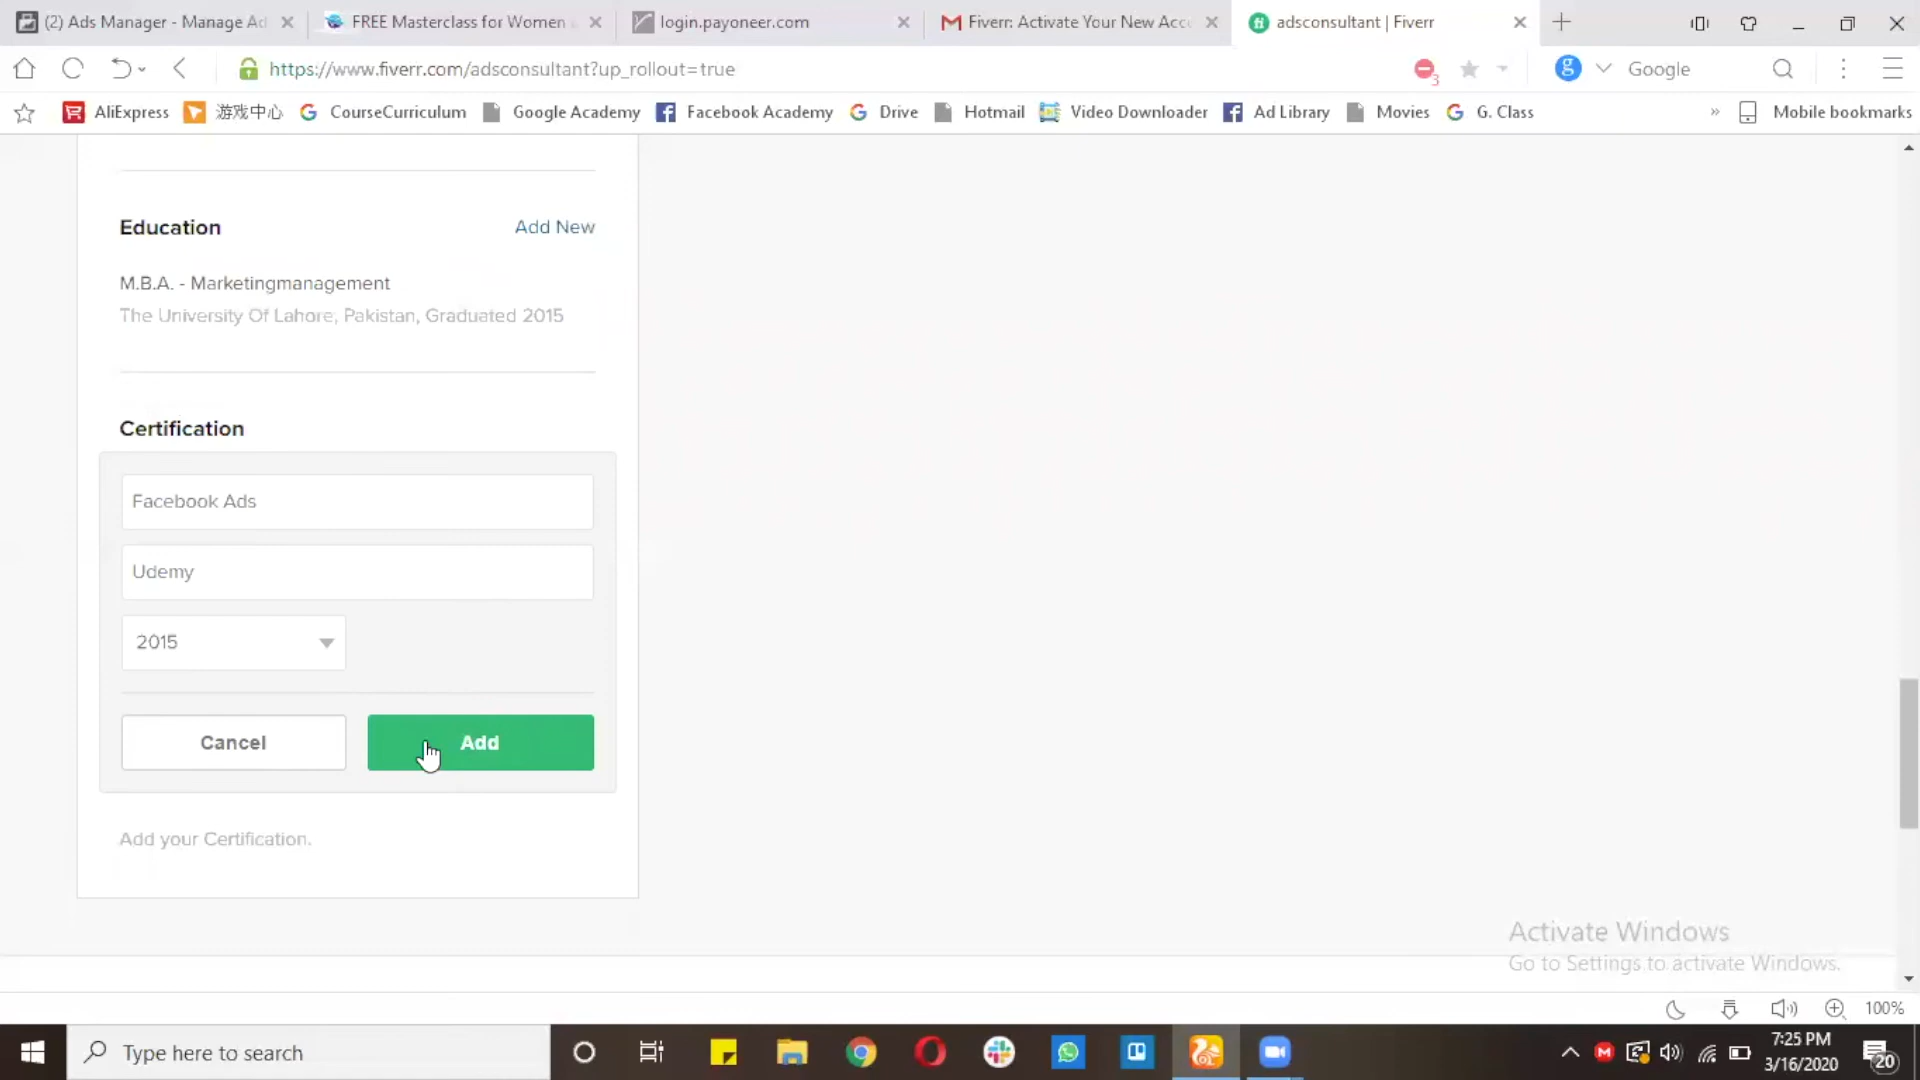 (2) Ads Manager - Manage Ad
FREE Masterclass for Women
login.payoneer.com
Fiverr: Activate Your New Acc
adsconsultant | Fiverr
https://www.fiverr.com/adsconsultant?up_rollout=true
3
Google
AliExpress
游戏中心
CourseCurriculum
Google Academy
Facebook Academy
Drive
Hotmail
Video Downloader
Ad Library
Movies
G. Class
Mobile bookmarks
Education
Add New
M.B.A. - Marketingmanagement
The University Of Lahore, Pakistan, Graduated 2015
Certification
Facebook Ads
Udemy
2015
Cancel
Add
Add your Certification.
Activate Windows
Go to Settings to activate Windows.
100%
Type here to search
7:25 PM
3/16/2020
20